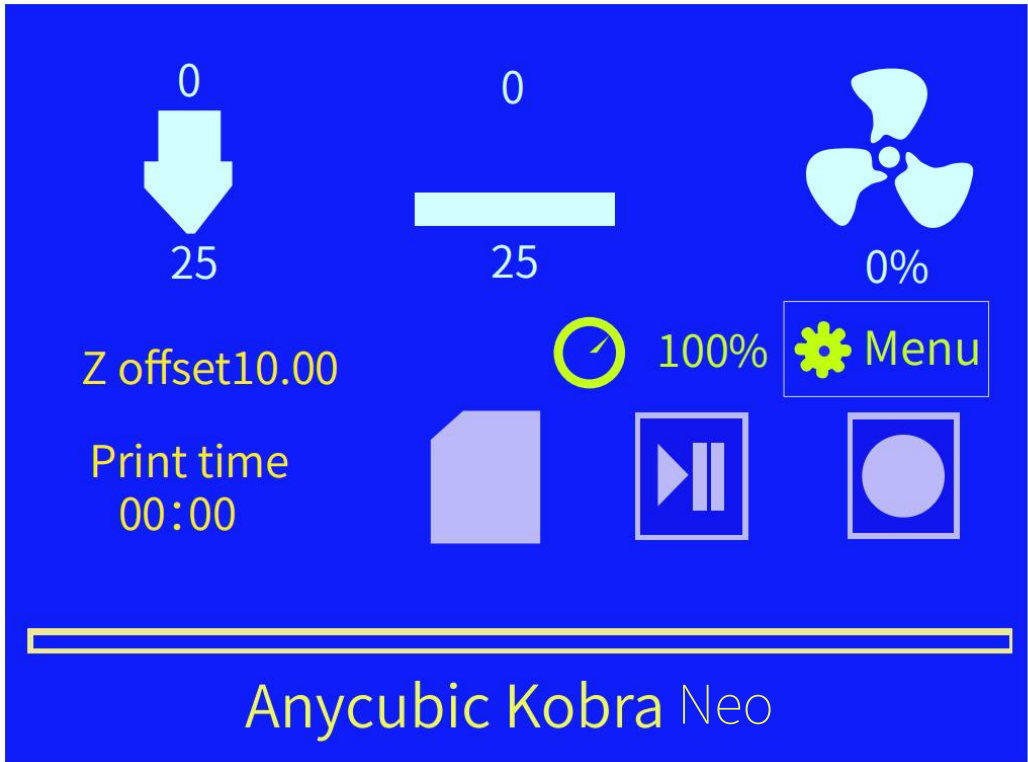 0
0
25
25
0%
Z offset10.00
100%
Menu
Print time
00:00
Anycubic Kobra Neo